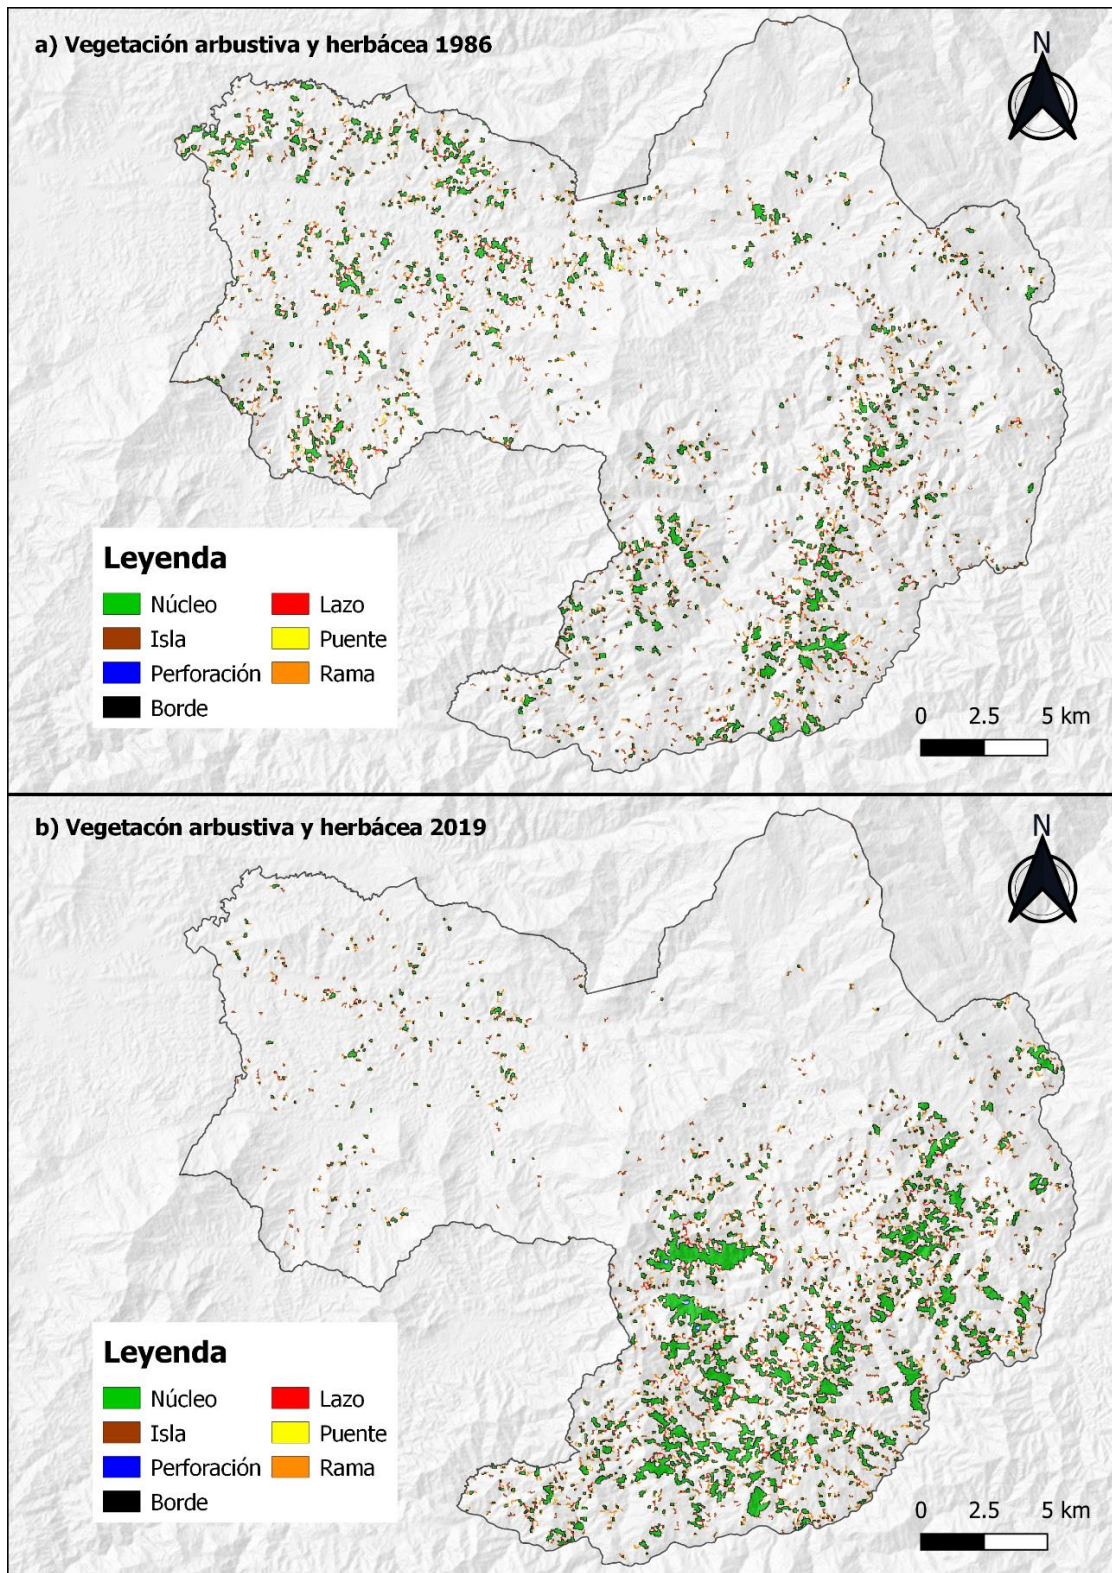 a) Vegetación arbustiva y herbácea 1986
N
Leyenda
Núcleo
Lazo
Isla
Puente
Perforación
Rama
Borde
0 2.5 5 km
b) Vegetacón arbustiva y herbácea 2019
N
Leyenda
Núcleo
Lazo
Isla
Puente
Perforación
Rama
Borde
0 2.5 5 km